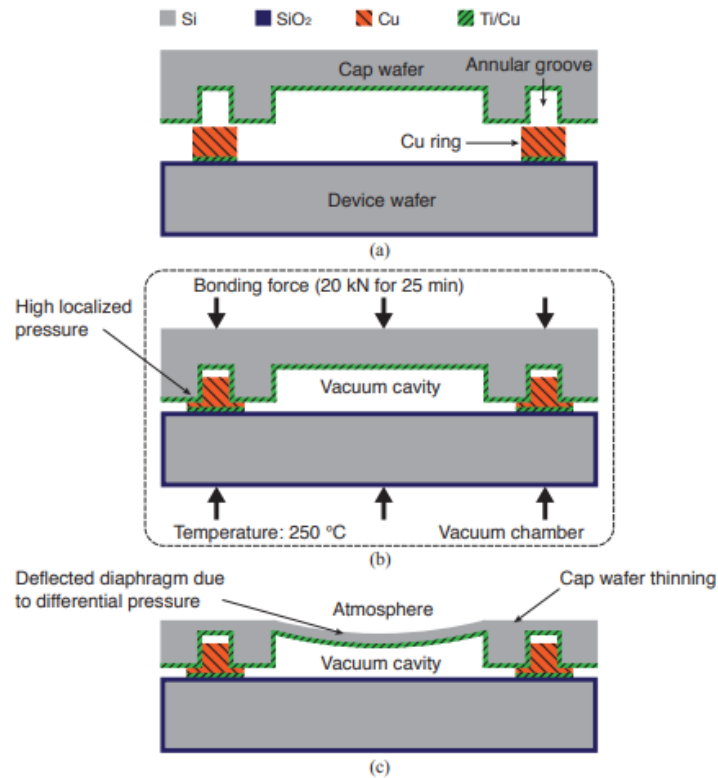 Si SiO₂ Cu Ti/Cu
Cap wafer
Annular groove
Cu ring
Device wafer
(a)
Bonding force (20 kN for 25 min)
High localized
pressure
Vacuum cavity
Temperature: 250 °C
Vacuum chamber
(b)
Deflected diaphragm due
to differential pressure
Cap wafer thinning
Atmosphere
Vacuum cavity
(c)